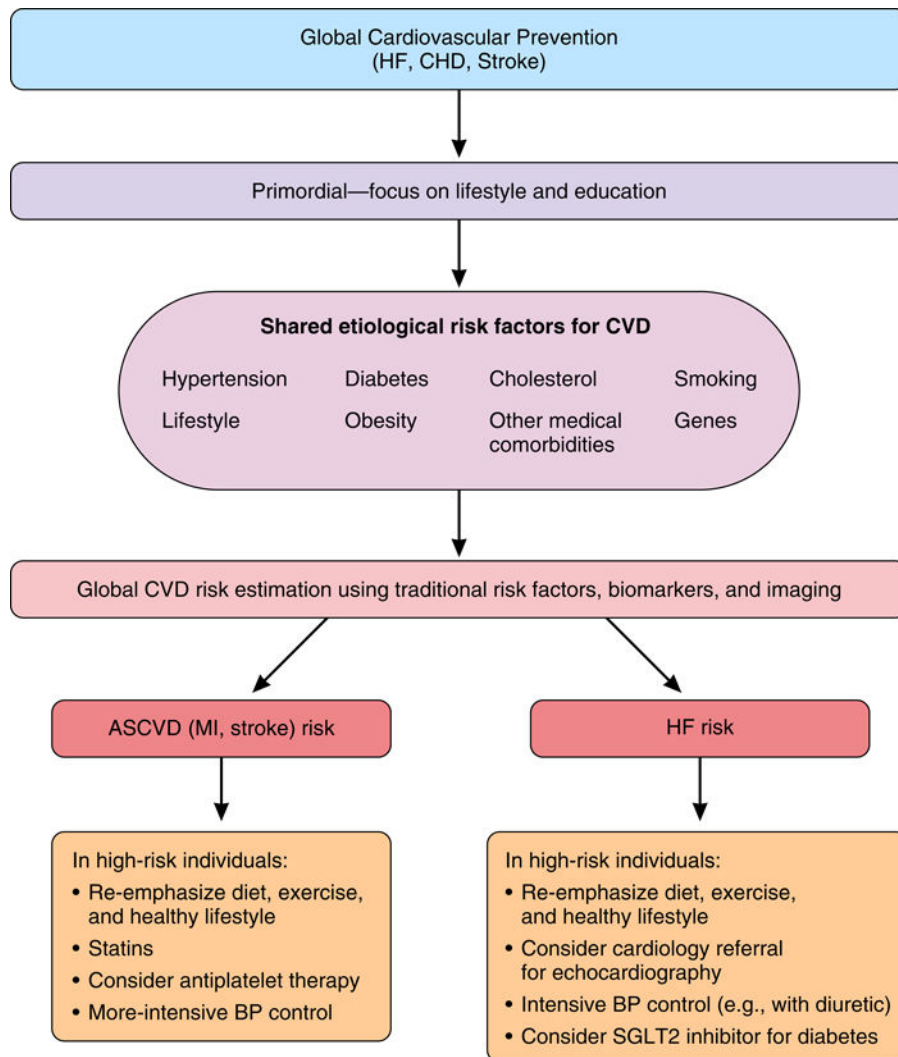 Global Cardiovascular Prevention
(HF, CHD, Stroke)
Primordial—focus on lifestyle and education
Shared etiological risk factors for CVD
Hypertension Diabetes Cholesterol Smoking
Lifestyle Obesity Other medical comorbidities Genes
Global CVD risk estimation using traditional risk factors, biomarkers, and imaging
ASCVD (MI, stroke) risk
In high-risk individuals:
• Re-emphasize diet, exercise,
and healthy lifestyle
• Statins
• Consider antiplatelet therapy
• More-intensive BP control
HF risk
In high-risk individuals:
• Re-emphasize diet, exercise,
and healthy lifestyle
• Consider cardiology referral
for echocardiography
• Intensive BP control (e.g., with diuretic)
• Consider SGLT2 inhibitor for diabetes